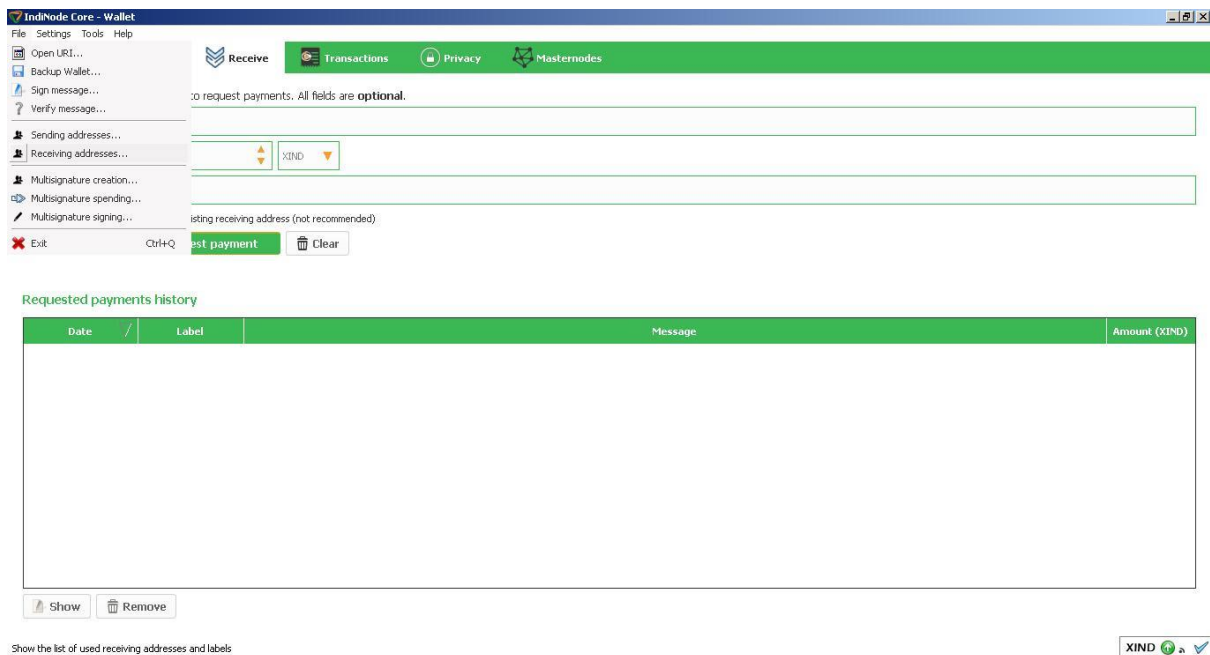 IndiNode Core - Wallet
File Settings Tools Help
Open URI...
Backup Wallet...
Sign message...
Verify message...
Sending addresses...
Receiving addresses...
Multisignature creation...
Multisignature spending...
Multisignature signing...
Exit Ctrl+Q
Receive Transactions Privacy Masternodes
to request payments. All fields are optional.
XIND
isting receiving address (not recommended)
est payment Clear
Requested payments history
Date Label Message Amount (XIND)
Show Remove
Show the list of used receiving addresses and labels
XIND